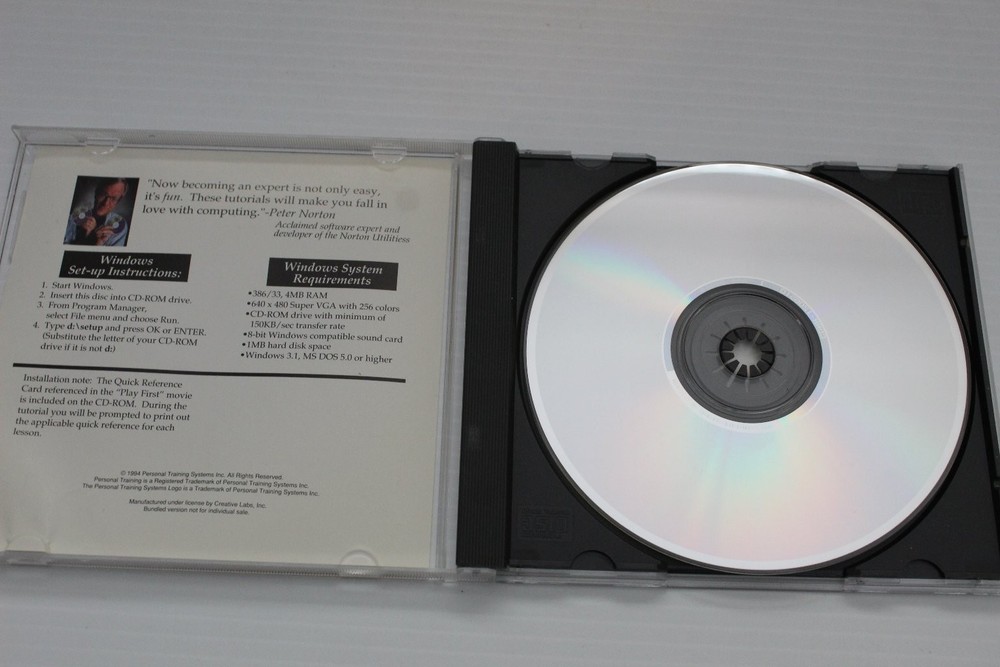 "Now becoming an expert is not only easy,
it's fun. These tutorials will make you fall in
love with computing."-Peter Norton
Acclaimed software expert and
developer of the Norton Utilitiess
Windows
Set-up Instructions:
1. Start Windows.
2. Insert this disc into CD-ROM drive.
3. From Program Manager,
select File menu and choose Run.
4. Type d:\setup and press OK or ENTER.
(Substitute the letter of your CD-ROM
drive if it is not d:)
Windows System
Requirements
•386/33, 4MB RAM
•640 x 480 Super VGA with 256 colors
•CD-ROM drive with minimum of
150KB/sec transfer rate
•8-bit Windows compatible sound card
•1MB hard disk space
•Windows 3.1, MS DOS 5.0 or higher
Installation note: The Quick Reference
Card referenced in the "Play First" movie
is included on the CD-ROM. During the
tutorial you will be prompted to print out
the applicable quick reference for each
lesson.
© 1994 Personal Training Systems Inc. All Rights Reserved.
Personal Training is a Registered Trademark of Personal Training Systems Inc.
The Personal Training Systems Logo is a Trademark of Personal Training Systems Inc.
Manufactured under license by Creative Labs, Inc.
Bundled version not for individual sale.